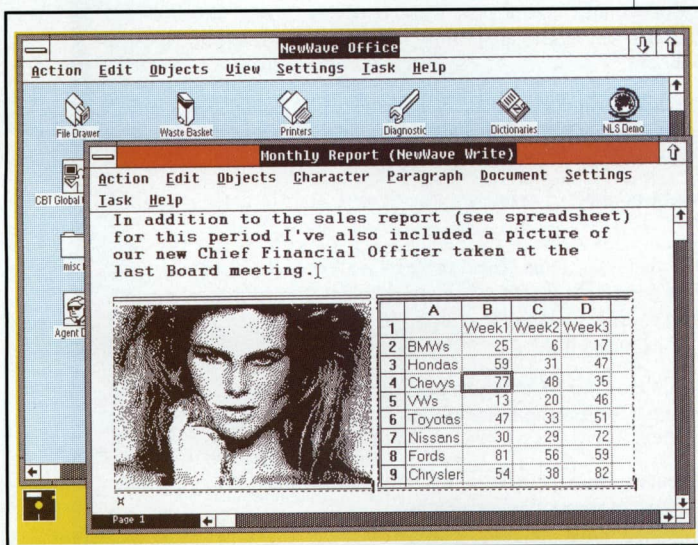 NewWave Office
Action Edit Objects View Settings Task Help
File Drawer Waste Basket Printers Diagnostic Dictionaries NLS Demo
Monthly Report (NewWave Write)
Action Edit Objects Character Paragraph Document Settings
Task Help
CBT Global
misc
Agent D
In addition to the sales report (see spreadsheet)
for this period I've also included a picture of
our new Chief Financial Officer taken at the
last Board meeting.
A B C D
1 Week1 Week2 Week3
2 BMWs 25 6 17
3 Hondas 59 31 47
4 Chevys 77 48 35
5 VWs 13 20 46
6 Toyotas 47 33 51
7 Nissans 30 29 72
8 Fords 81 56 59
9 Chrysler 54 38 82
Page 1